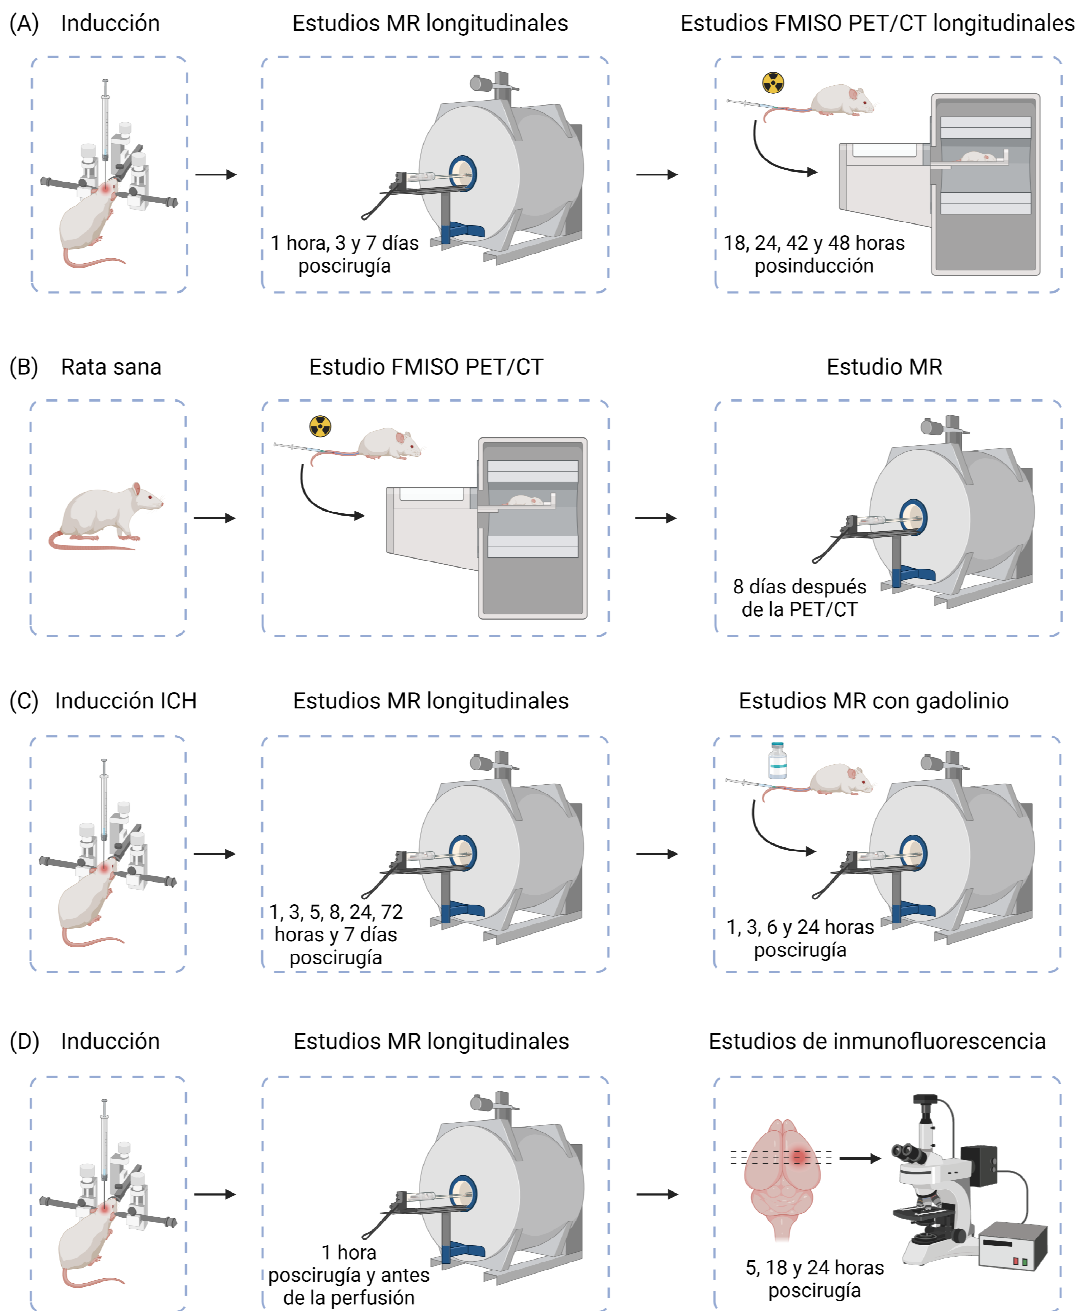 (A) Inducción
Estudios MR longitudinales
Estudios FMISO PET/CT longitudinales
1 hora, 3 y 7 días
poscirugía
18, 24, 42 y 48 horas
posinducción
(B) Rata sana
Estudio FMISO PET/CT
Estudio MR
8 días después
de la PET/CT
(C) Inducción ICH
Estudios MR longitudinales
Estudios MR con gadolinio
1, 3, 5, 8, 24, 72
horas y 7 días
poscirugía
1, 3, 6 y 24 horas
poscirugía
(D) Inducción
Estudios MR longitudinales
Estudios de inmunofluorescencia
1 hora
poscirugía y antes
de la perfusión
5, 18 y 24 horas
poscirugía